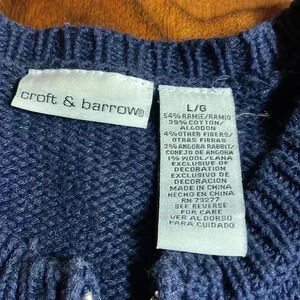 croft & barrow®
L/G
54% RAMIE/RAMIO
39% COTTON/
ALGODON
4% OTHER FIBERS/
OTRAS FIBRAS
2% ANGORA RABBIT/
CONEJO DE ANGORA
1% WOOL/LANA
EXCLUSIVE OF
DECORATION
EXCLUSIVO DE
DECORACION
MADE IN CHINA
HECHO EN CHINA
RN 73277
SEE REVERSE
FOR CARE
VER AL DORSO
PARA CUIDADO